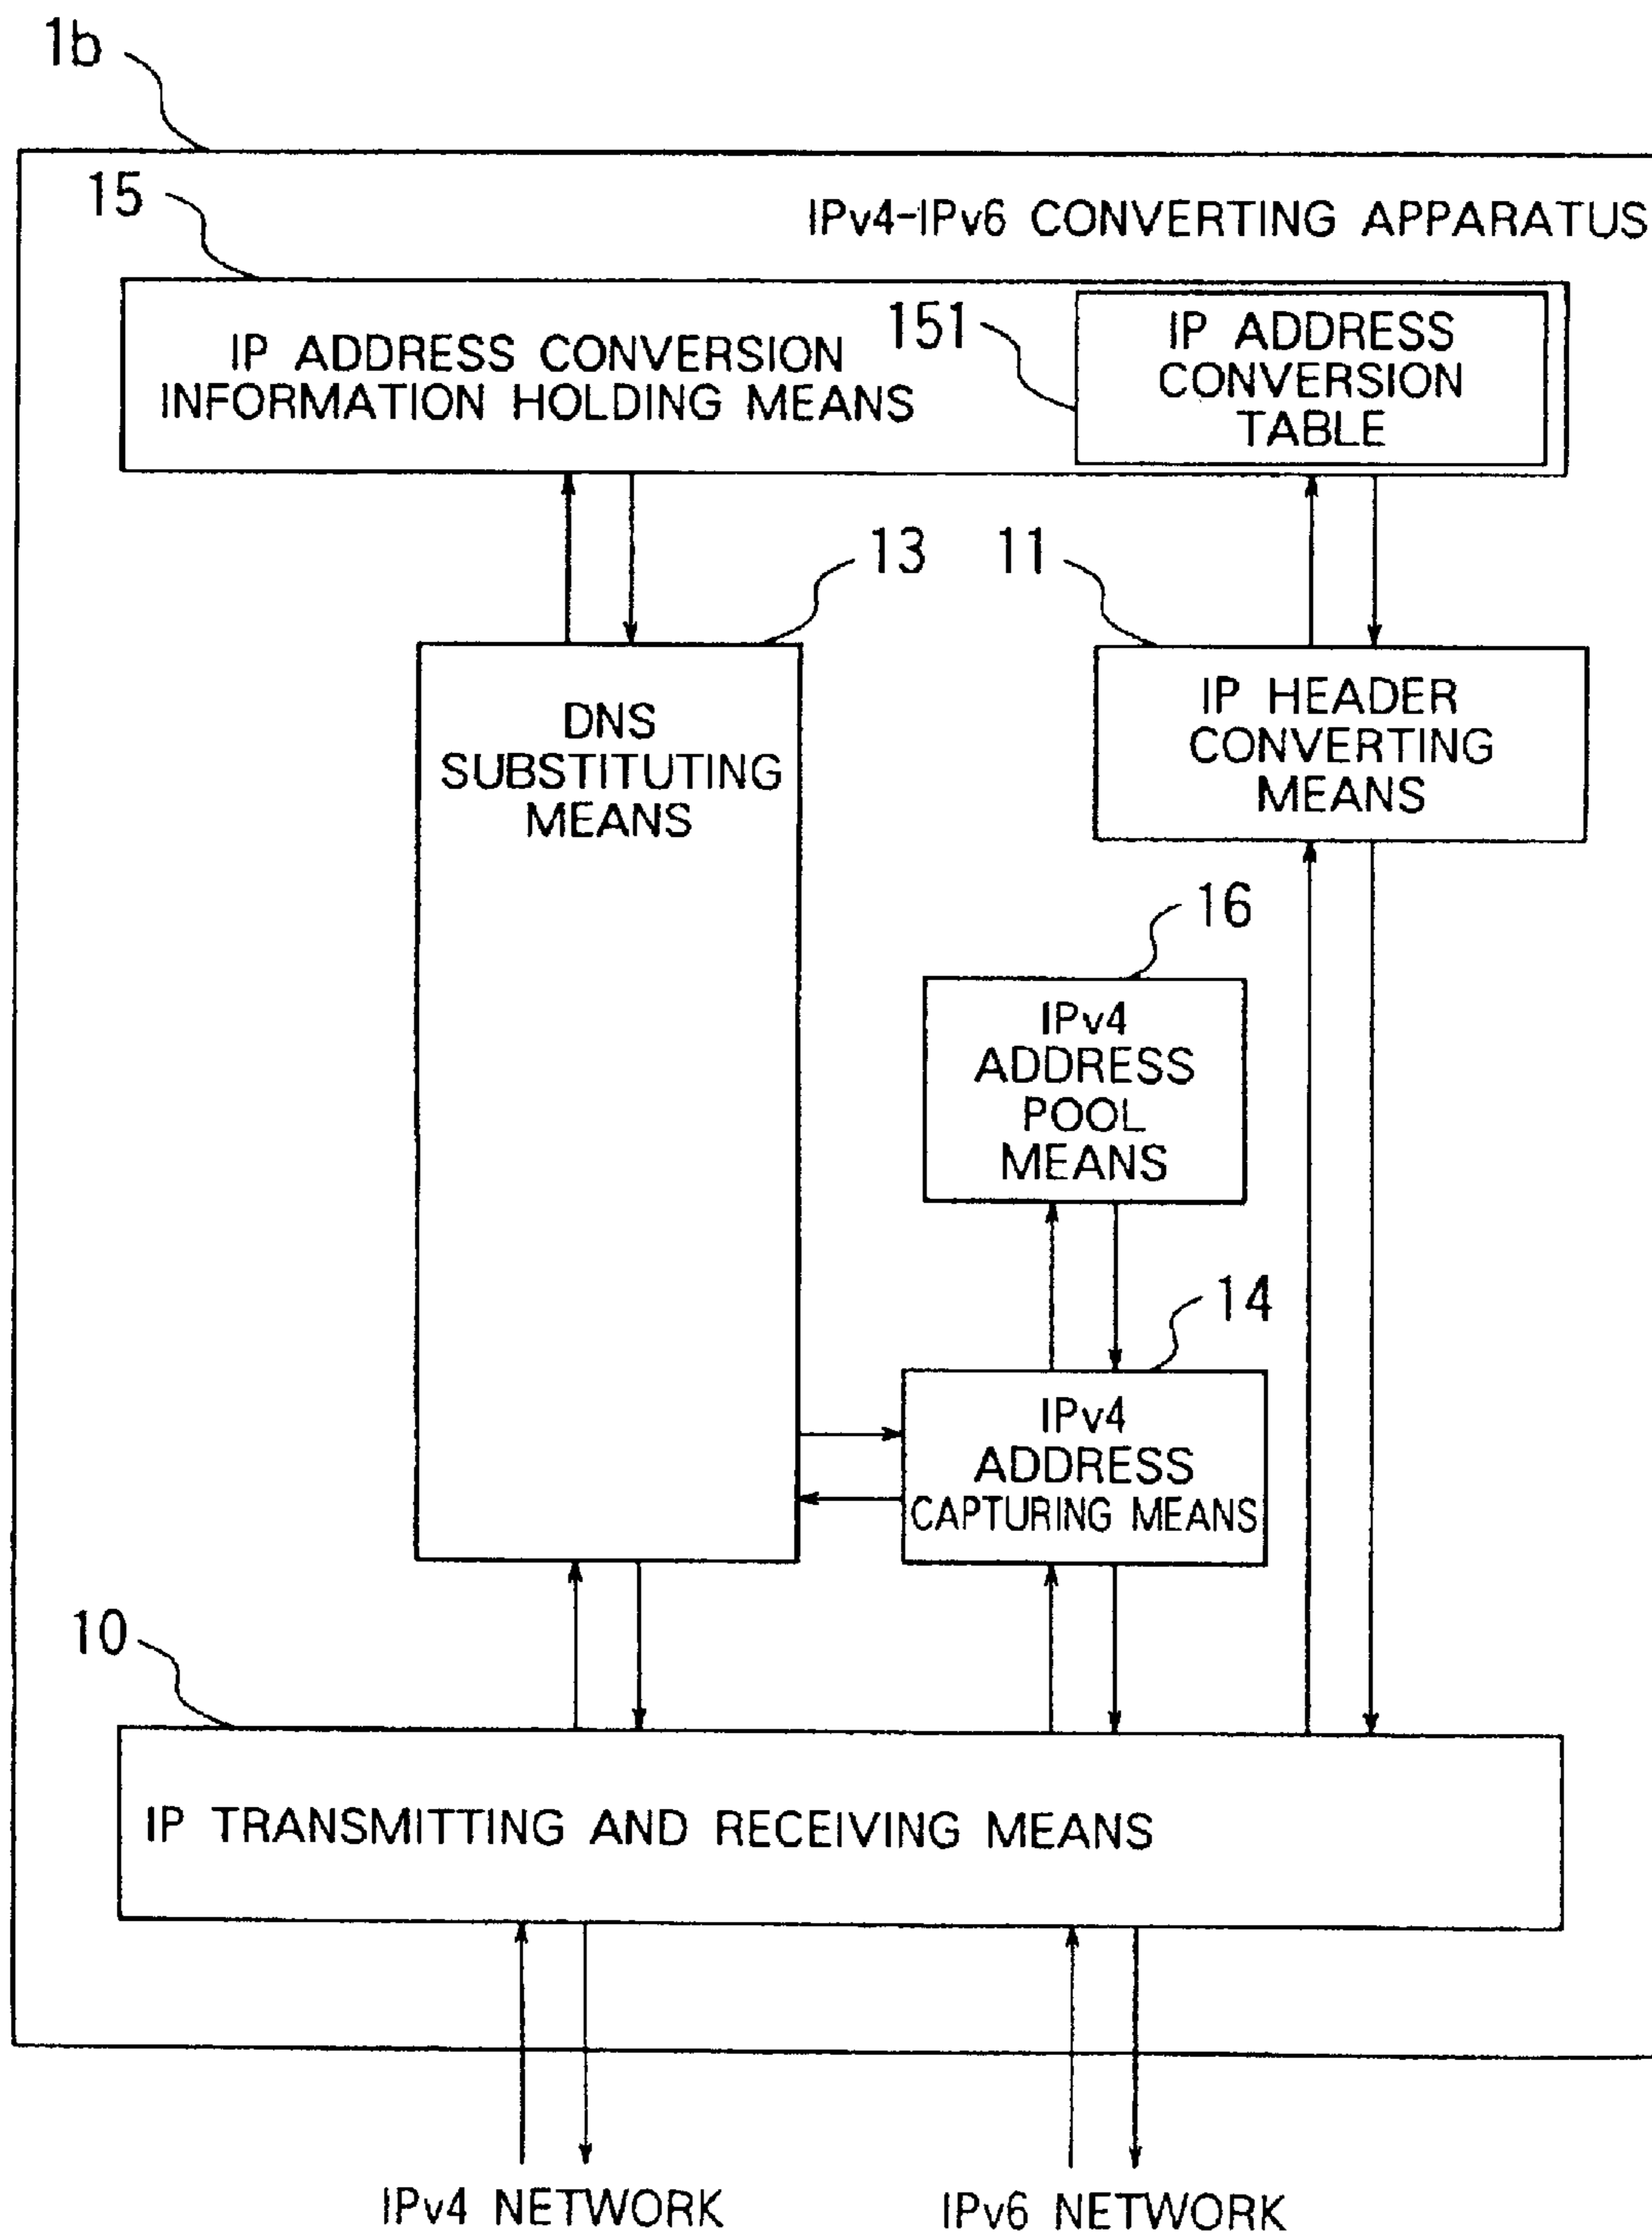 1b
15
IPv4-IPv6 CONVERTING APPARATUS
IP ADDRESS CONVERSION
INFORMATION HOLDING MEANS
151
IP ADDRESS
CONVERSION
TABLE
13
11
DNS
SUBSTITUTING
MEANS
IP HEADER
CONVERTING
MEANS
16
IPv4
ADDRESS
POOL
MEANS
14
IPv4
ADDRESS
CAPTURING MEANS
10
IP TRANSMITTING AND RECEIVING MEANS
IPv4 NETWORK
IPv6 NETWORK